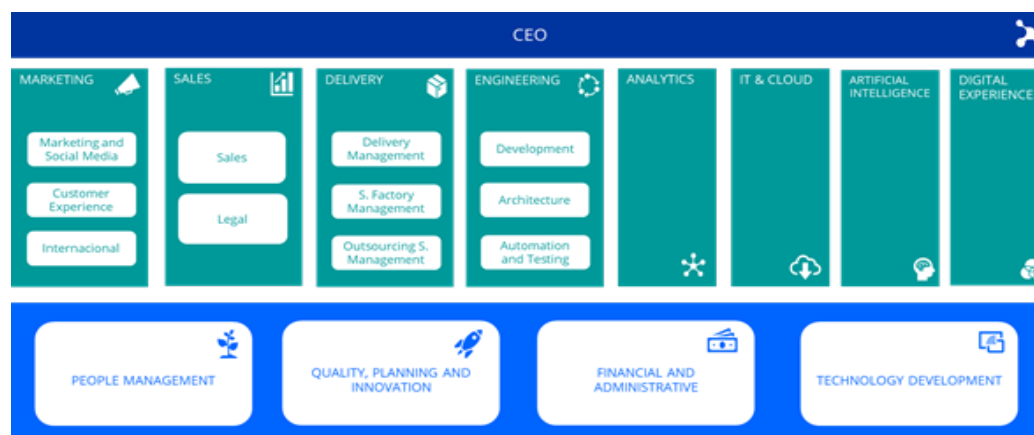 CEO
MARKETING
Marketing and
Social Media
Customer
Experience
Internacional
SALES
Sales
Legal
DELIVERY
Delivery
Management
S. Factory
Management
Outsourcing S.
Management
ENGINEERING
Development
Architecture
Automation
and Testing
ANALYTICS
IT & CLOUD
ARTIFICIAL
INTELLIGENCE
DIGITAL
EXPERIENCE
PEOPLE MANAGEMENT
QUALITY, PLANNING AND
INNOVATION
FINANCIAL AND
ADMINISTRATIVE
TECHNOLOGY DEVELOPMENT